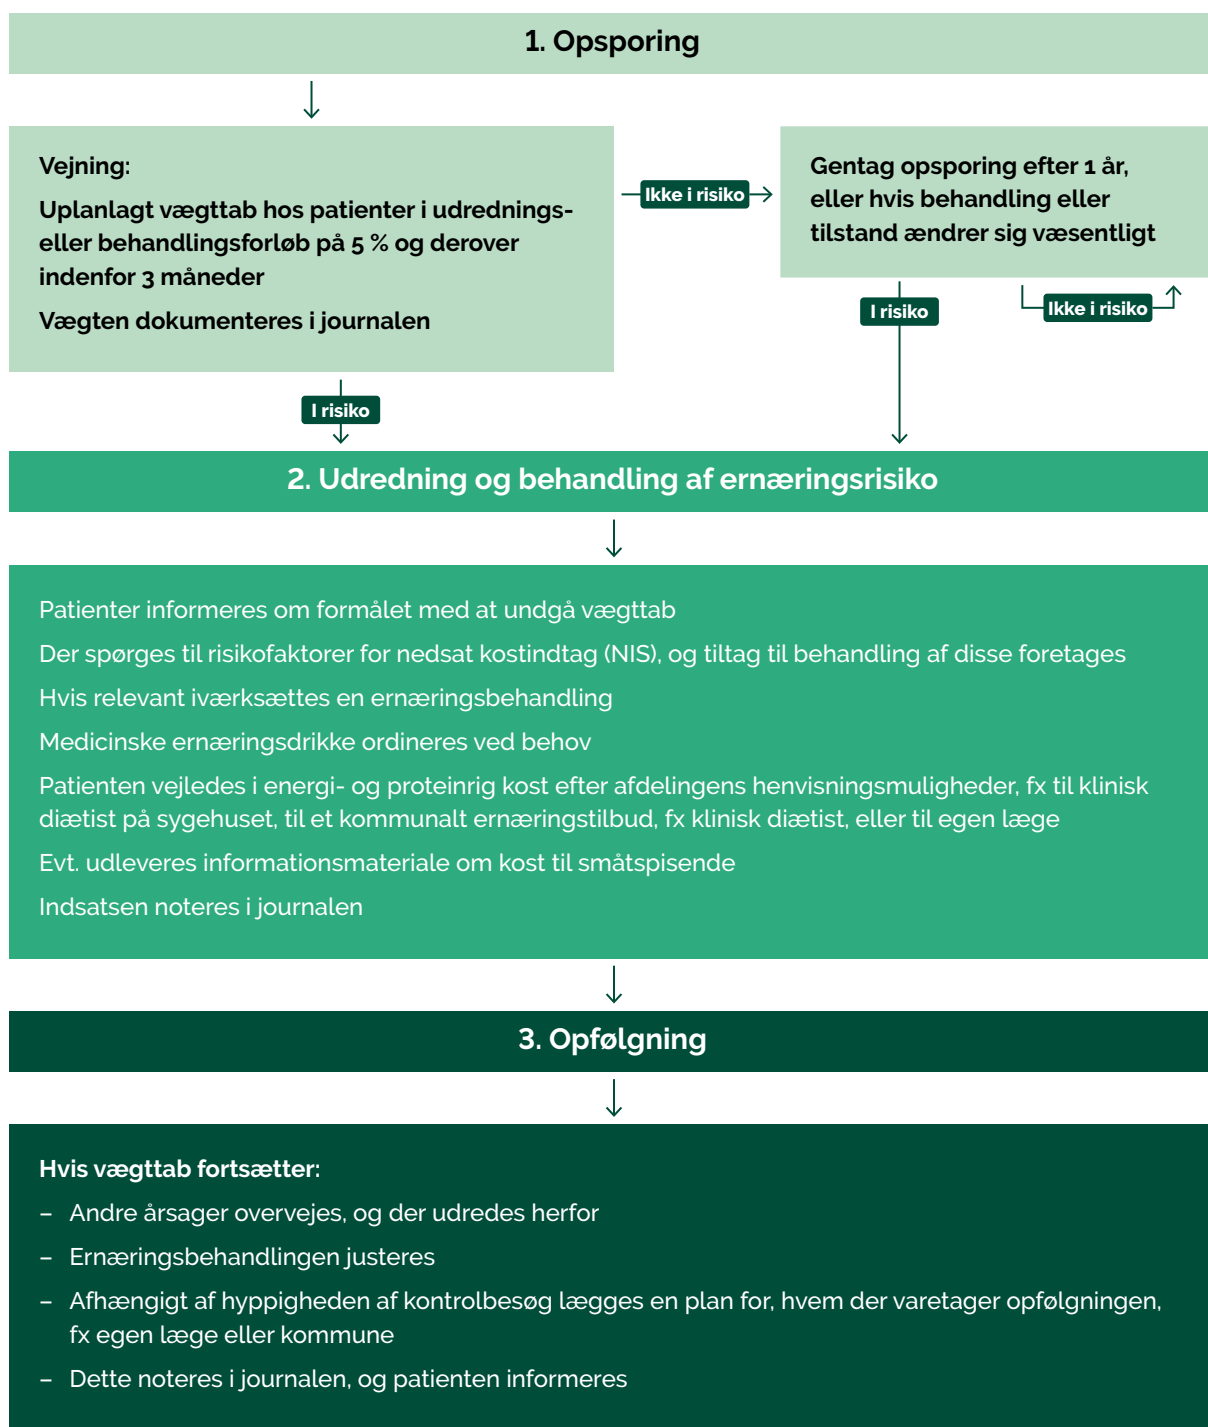 1. Opsporing
Vejning:
Uplanlagt vægttab hos patienter i udrednings-
eller behandlingsforløb på 5 % og derover
indenfor 3 måneder
Vægten dokumenteres i journalen
Ikke i risiko
Gentag opsporing efter 1 år,
eller hvis behandling eller
tilstand ændrer sig væsentligt
I risiko
Ikke i risiko
I risiko
2. Udredning og behandling af ernæringsrisiko
Patienter informeres om formålet med at undgå vægttab
Der spørges til risikofaktorer for nedsat kostindtag (NIS), og tiltag til behandling af disse foretages
Hvis relevant iværksættes en ernæringsbehandling
Medicinske ernæringsdrikke ordineres ved behov
Patienten vejledes i energi- og proteinrig kost efter afdelingens henvisningsmuligheder, fx til klinisk
diætist på sygehuset, til et kommunalt ernæringstilbud, fx klinisk diætist, eller til egen læge
Evt. udleveres informationsmateriale om kost til småtspisende
Indsatsen noteres i journalen
3. Opfølgning
Hvis vægttab fortsætter:
– Andre årsager overvejes, og der udredes herfor
– Ernæringsbehandlingen justeres
– Afhængigt af hyppigheden af kontrolbesøg lægges en plan for, hvem der varetager opfølgningen,
fx egen læge eller kommune
– Dette noteres i journalen, og patienten informeres